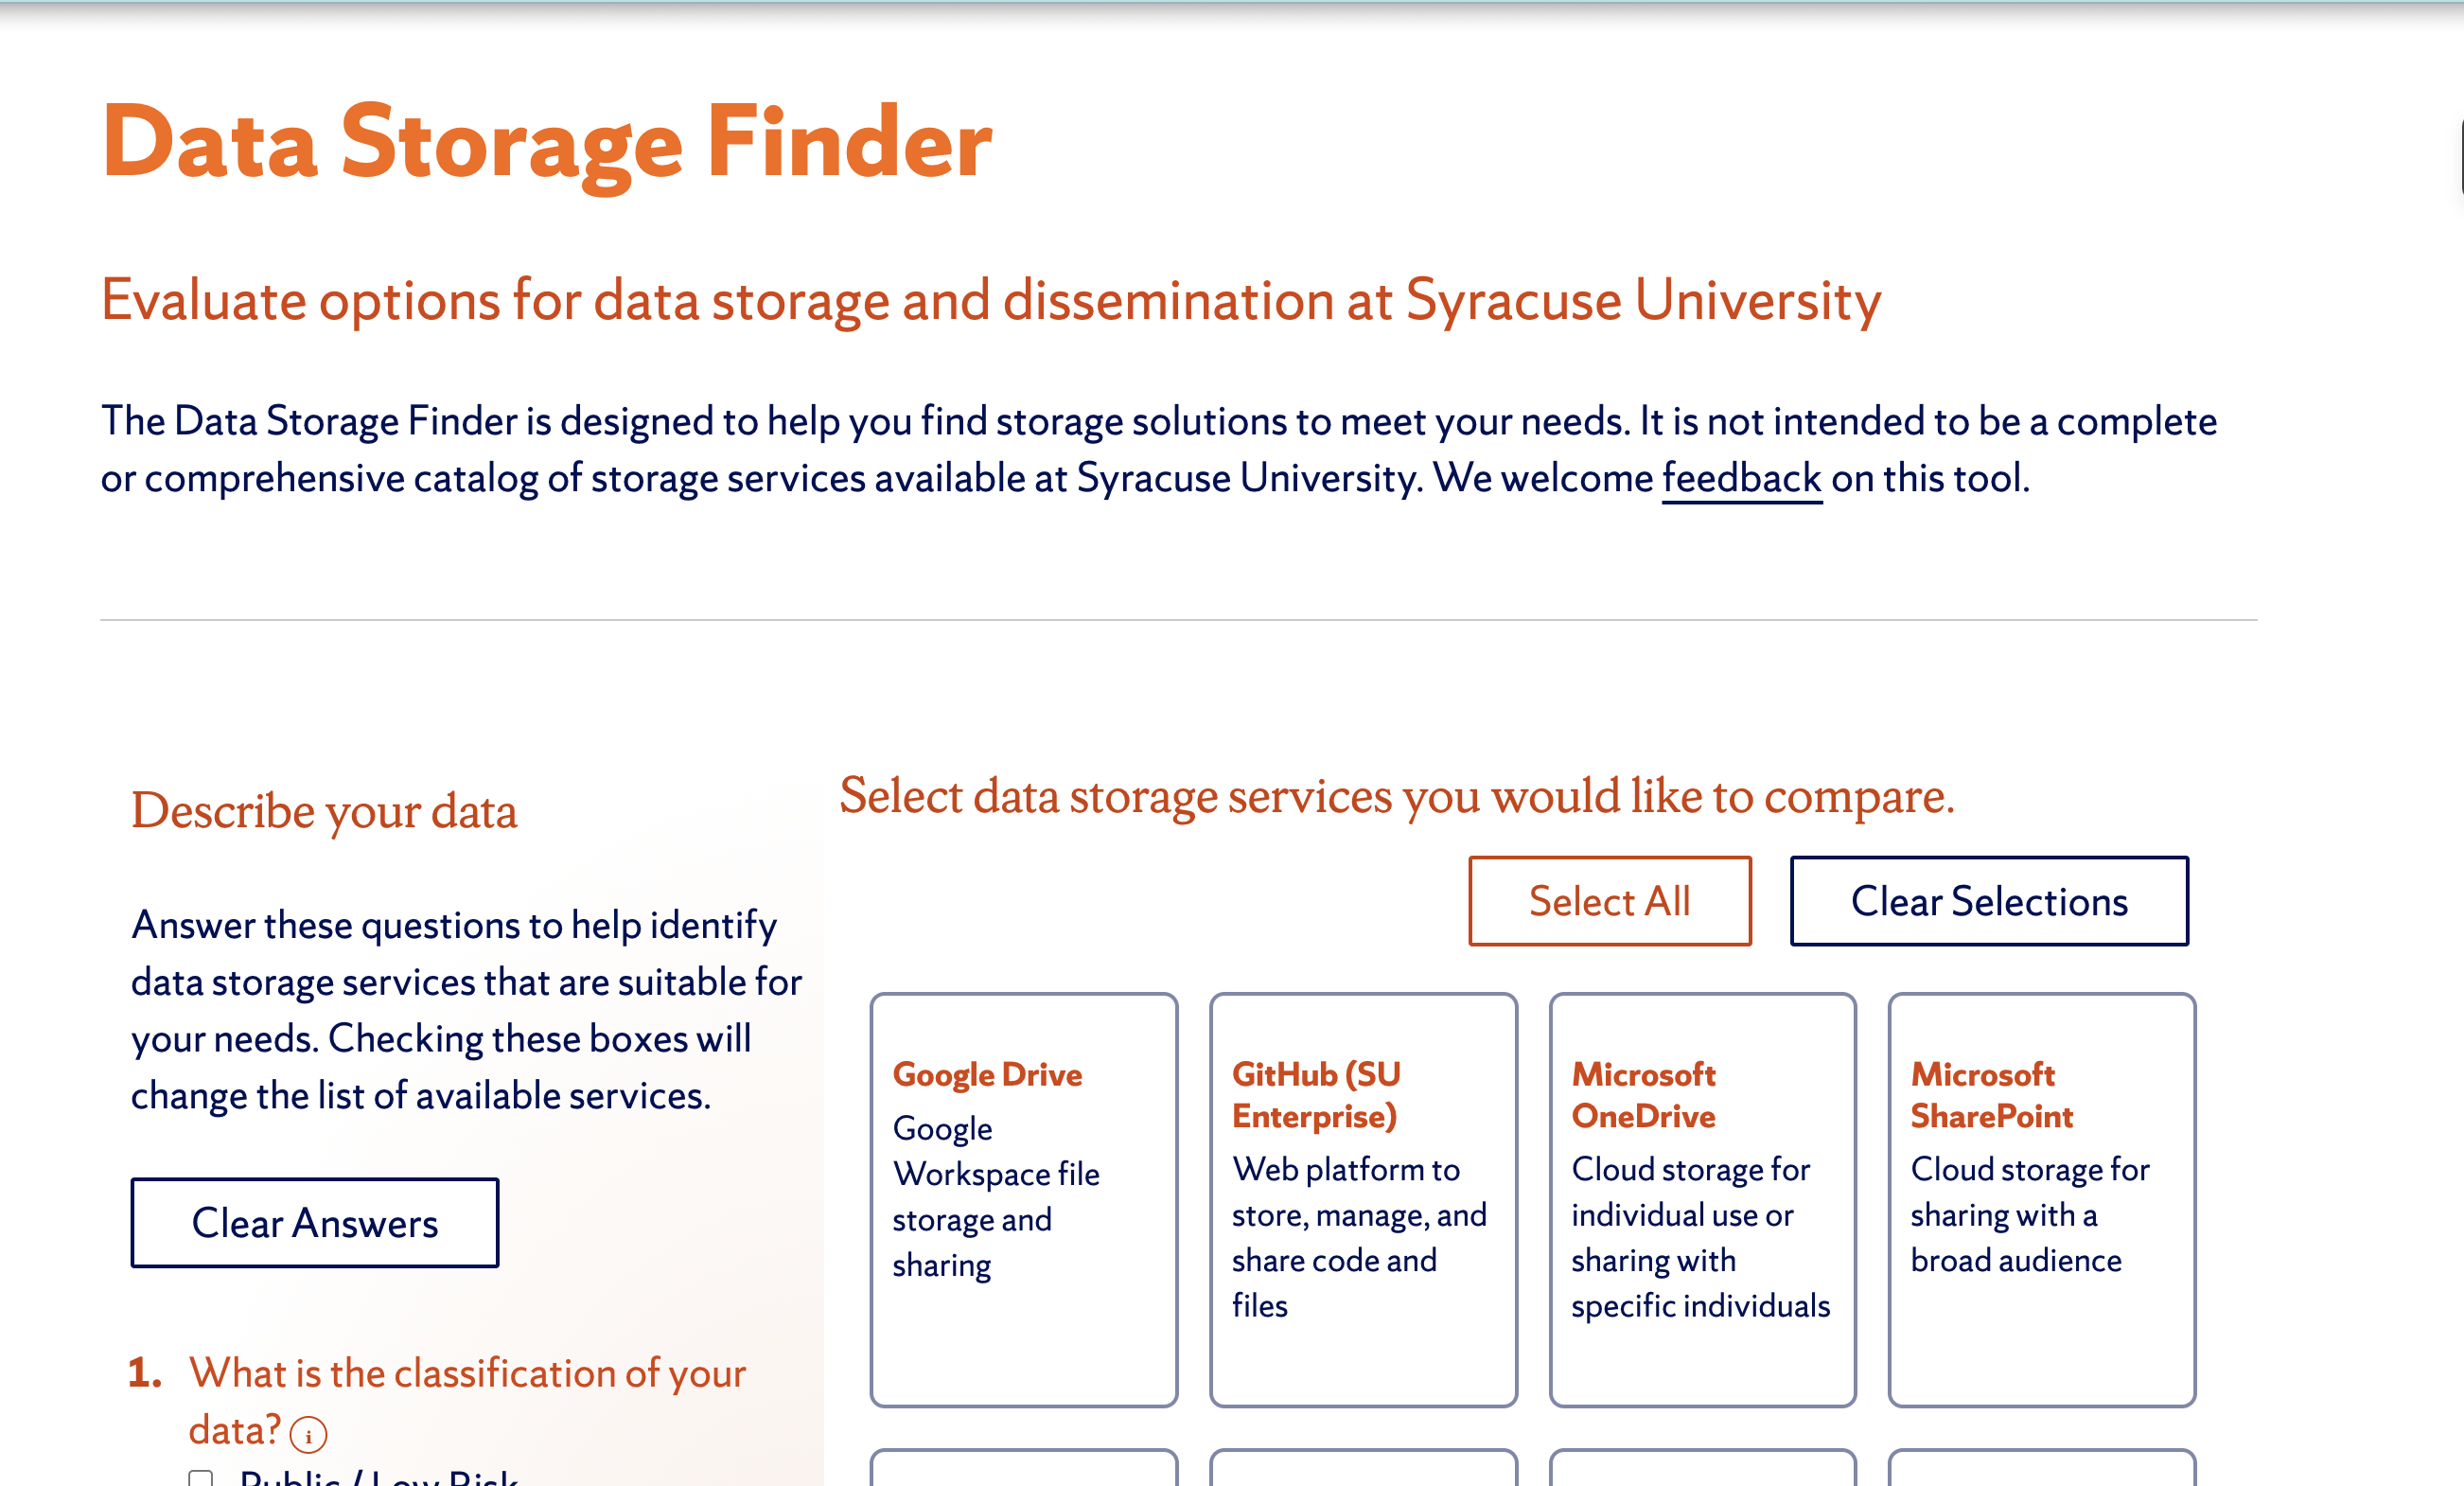 Data Storage Finder
Evaluate options for data storage and dissemination at Syracuse University
The Data Storage Finder is designed to help you find storage solutions to meet your needs. It is not intended to be a complete
or comprehensive catalog of storage services available at Syracuse University. We welcome feedback on this tool.
Describe your data
Answer these questions to help identify
data storage services that are suitable for
your needs. Checking these boxes will
change the list of available services.
Clear Answers
1. What is the classification of your
data? i
Public / Low Risk
Select data storage services you would like to compare.
Select All
Clear Selections
Google Drive
Google
Workspace file
storage and
sharing
GitHub (SU
Enterprise)
Web platform to
store, manage, and
share code and
files
Microsoft
OneDrive
Cloud storage for
individual use or
sharing with
specific individuals
Microsoft
SharePoint
Cloud storage for
sharing with a
broad audience